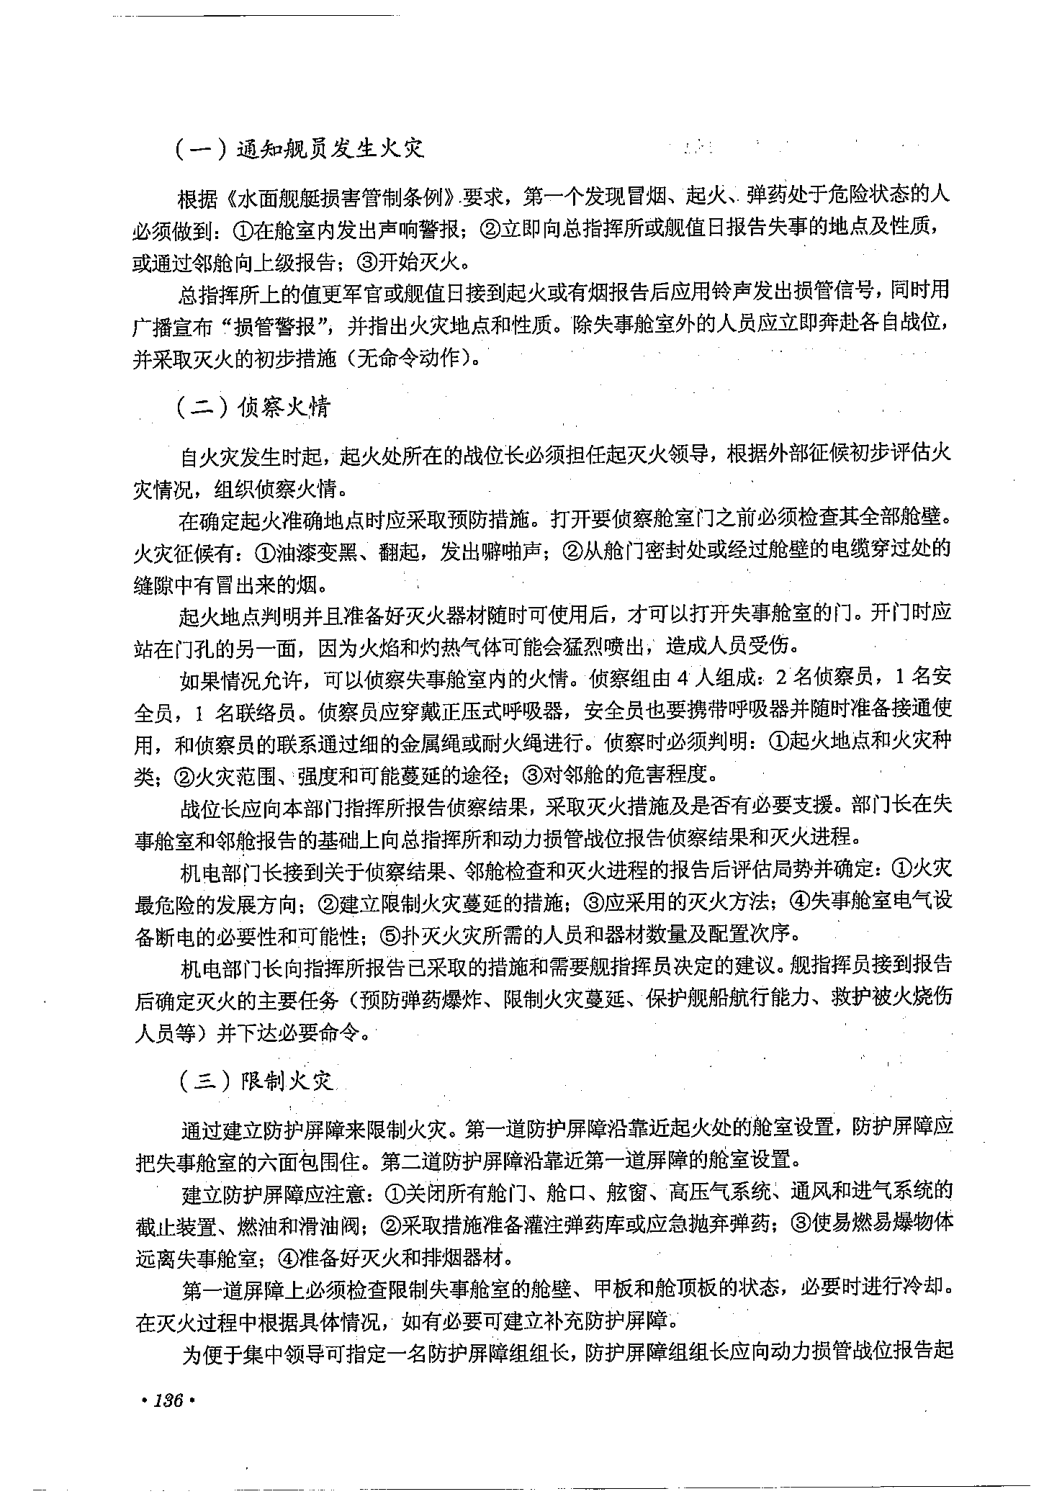 （一）通知舰员发生火灾
根据《水面舰艇损害管制条例》要求，第一个发现冒烟、起火、弹药处于危险状态的人
必须做到：①在舱室内发出声响警报；②立即向总指挥所或舰值日报告失事的地点及性质，
或通过邻舱向上级报告；③开始灭火。
总指挥所上的值更军官或舰值日接到起火或有烟报告后应用铃声发出损管信号，同时用
广播宣布“损管警报”，并指出火灾地点和性质。除失事舱室外的人员应立即奔赴各自战位，
并采取灭火的初步措施（无命令动作）。
（二）侦察火情
自火灾发生时起，起火处所在的战位长必须担任起灭火领导，根据外部征候初步评估火
灾情况，组织侦察火情。
在确定起火准确地点时应采取预防措施。打开要侦察舱室门之前必须检查其全部舱壁。
火灾征候有：①油漆变黑、翻起，发出噼啪声；②从舱门密封处或经过舱壁的电缆穿过处的
缝隙中有冒出来的烟。
起火地点判明并且准备好灭火器材随时可使用后，才可以打开失事舱室的门。开门时应
站在门孔的另一面，因为火焰和灼热气体可能会猛烈喷出，造成人员受伤。
如果情况允许，可以侦察失事舱室内的火情。侦察组由 4 人组成：2 名侦察员，1 名安
全员，1 名联络员。侦察员应穿戴正压式呼吸器，安全员也要携带呼吸器并随时准备接通使
用，和侦察员的联系通过细的金属绳或耐火绳进行。侦察时必须判明：①起火地点和火灾种
类；②火灾范围、强度和可能蔓延的途径；③对邻舱的危害程度。
战位长应向本部门指挥所报告侦察结果，采取灭火措施及是否有必要支援。部门长在失
事舱室和邻舱报告的基础上向总指挥所和动力损管战位报告侦察结果和灭火进程。
机电部门长接到关于侦察结果、邻舱检查和灭火进程的报告后评估局势并确定：①火灾
最危险的发展方向；②建立限制火灾蔓延的措施；③应采用的灭火方法；④失事舱室电气设
备断电的必要性和可能性；⑤扑灭火灾所需的人员和器材数量及配置次序。
机电部门长向指挥所报告已采取的措施和需要舰指挥员决定的建议。舰指挥员接到报告
后确定灭火的主要任务（预防弹药爆炸、限制火灾蔓延、保护舰船航行能力、救护被火烧伤
人员等）并下达必要命令。
（三）限制火灾
通过建立防护屏障来限制火灾。第一道防护屏障沿靠近起火处的舱室设置，防护屏障应
把失事舱室的六面包围住。第二道防护屏障沿靠近第一道屏障的舱室设置。
建立防护屏障应注意：①关闭所有舱门、舱口、舷窗、高压气系统、通风和进气系统的
截止装置、燃油和滑油阀；②采取措施准备灌注弹药库或应急抛弃弹药；③使易燃易爆物体
远离失事舱室；④准备好灭火和排烟器材。
第一道屏障上必须检查限制失事舱室的舱壁、甲板和舱顶板的状态，必要时进行冷却。
在灭火过程中根据具体情况，如有必要可建立补充防护屏障。
为便于集中领导可指定一名防护屏障组组长，防护屏障组组长应向动力损管战位报告起
·136·